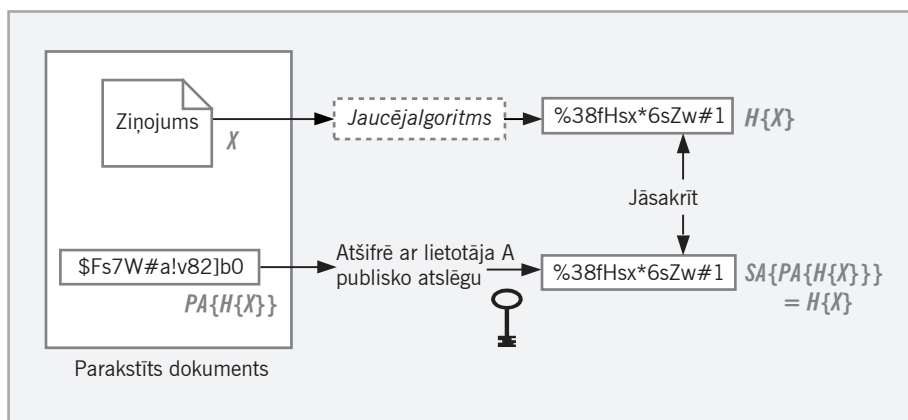 Ziņojums
X
Jaucējalgoritms
%38fHsx*6sZw#1
H{X}
Jāsakrīt
$Fs7W#a!v82]b0
PA{H{X}}
Atšifrē ar lietotāja A
publisko atslēgu
%38fHsx*6sZw#1
SA{PA{H{X}}}
= H{X}
Parakstīts dokuments